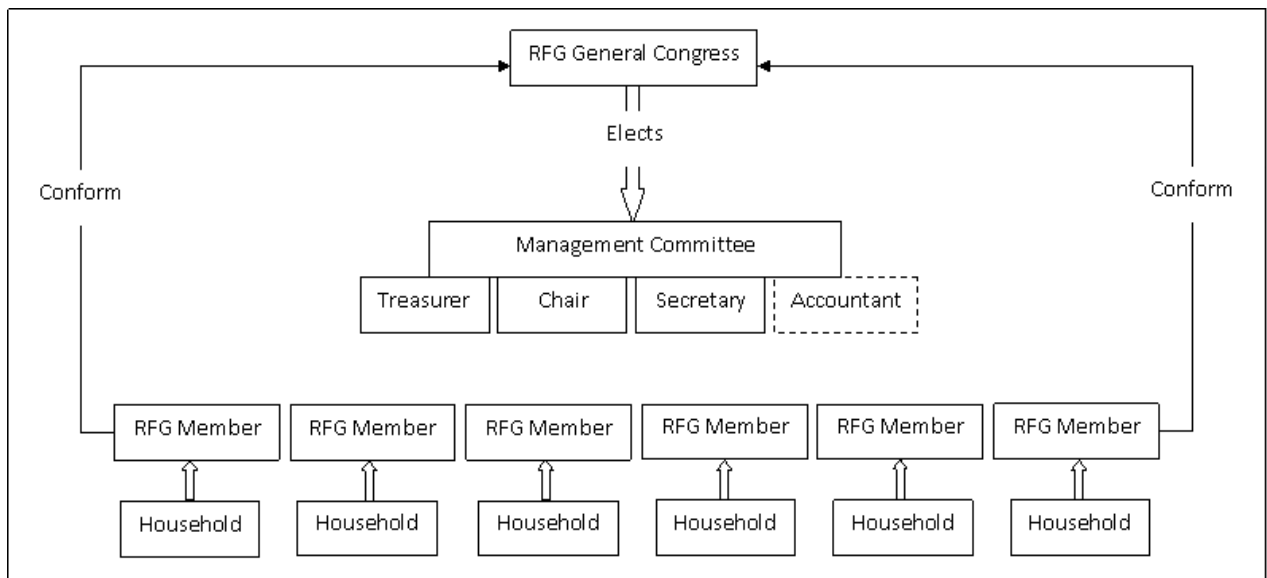 RFG General Congress
Elects
Conform
Conform
Management Committee
Treasurer
Chair
Secretary
Accountant
RFG Member
RFG Member
RFG Member
RFG Member
RFG Member
RFG Member
Household
Household
Household
Household
Household
Household